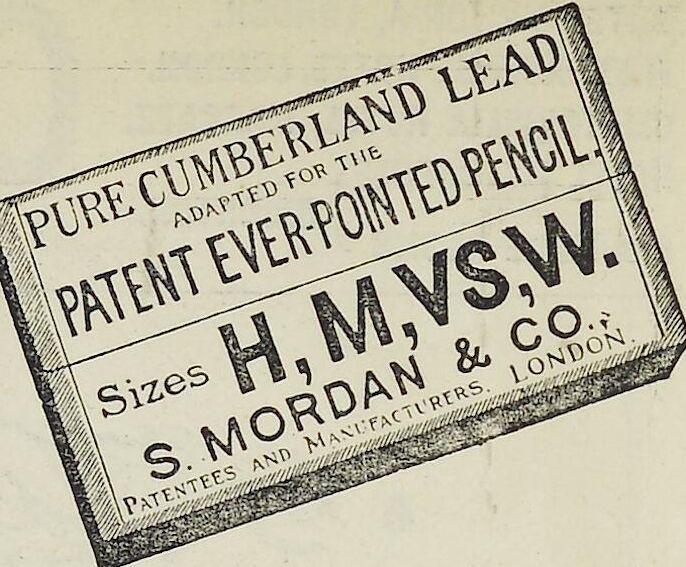 PURE CUMBERLAND LEAD
ADAPTED FOR THE
PATENT EVER-POINTED PENCIL.
Sizes H, M, VS, W.
S. MORDAN & CO.,
PATENTEES AND MANUFACTURERS. LONDON.